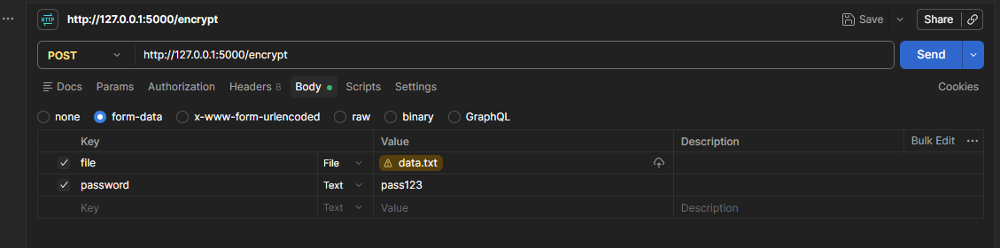 HTTP http://127.0.0.1:5000/encrypt Save Share
POST http://127.0.0.1:5000/encrypt Send
Docs Params Authorization Headers 8 Body Scripts Settings Cookies
none form-data x-www-form-urlencoded raw binary GraphQL
Key Value Description Bulk Edit
file File data.txt
password Text pass123
Key Text Value Description